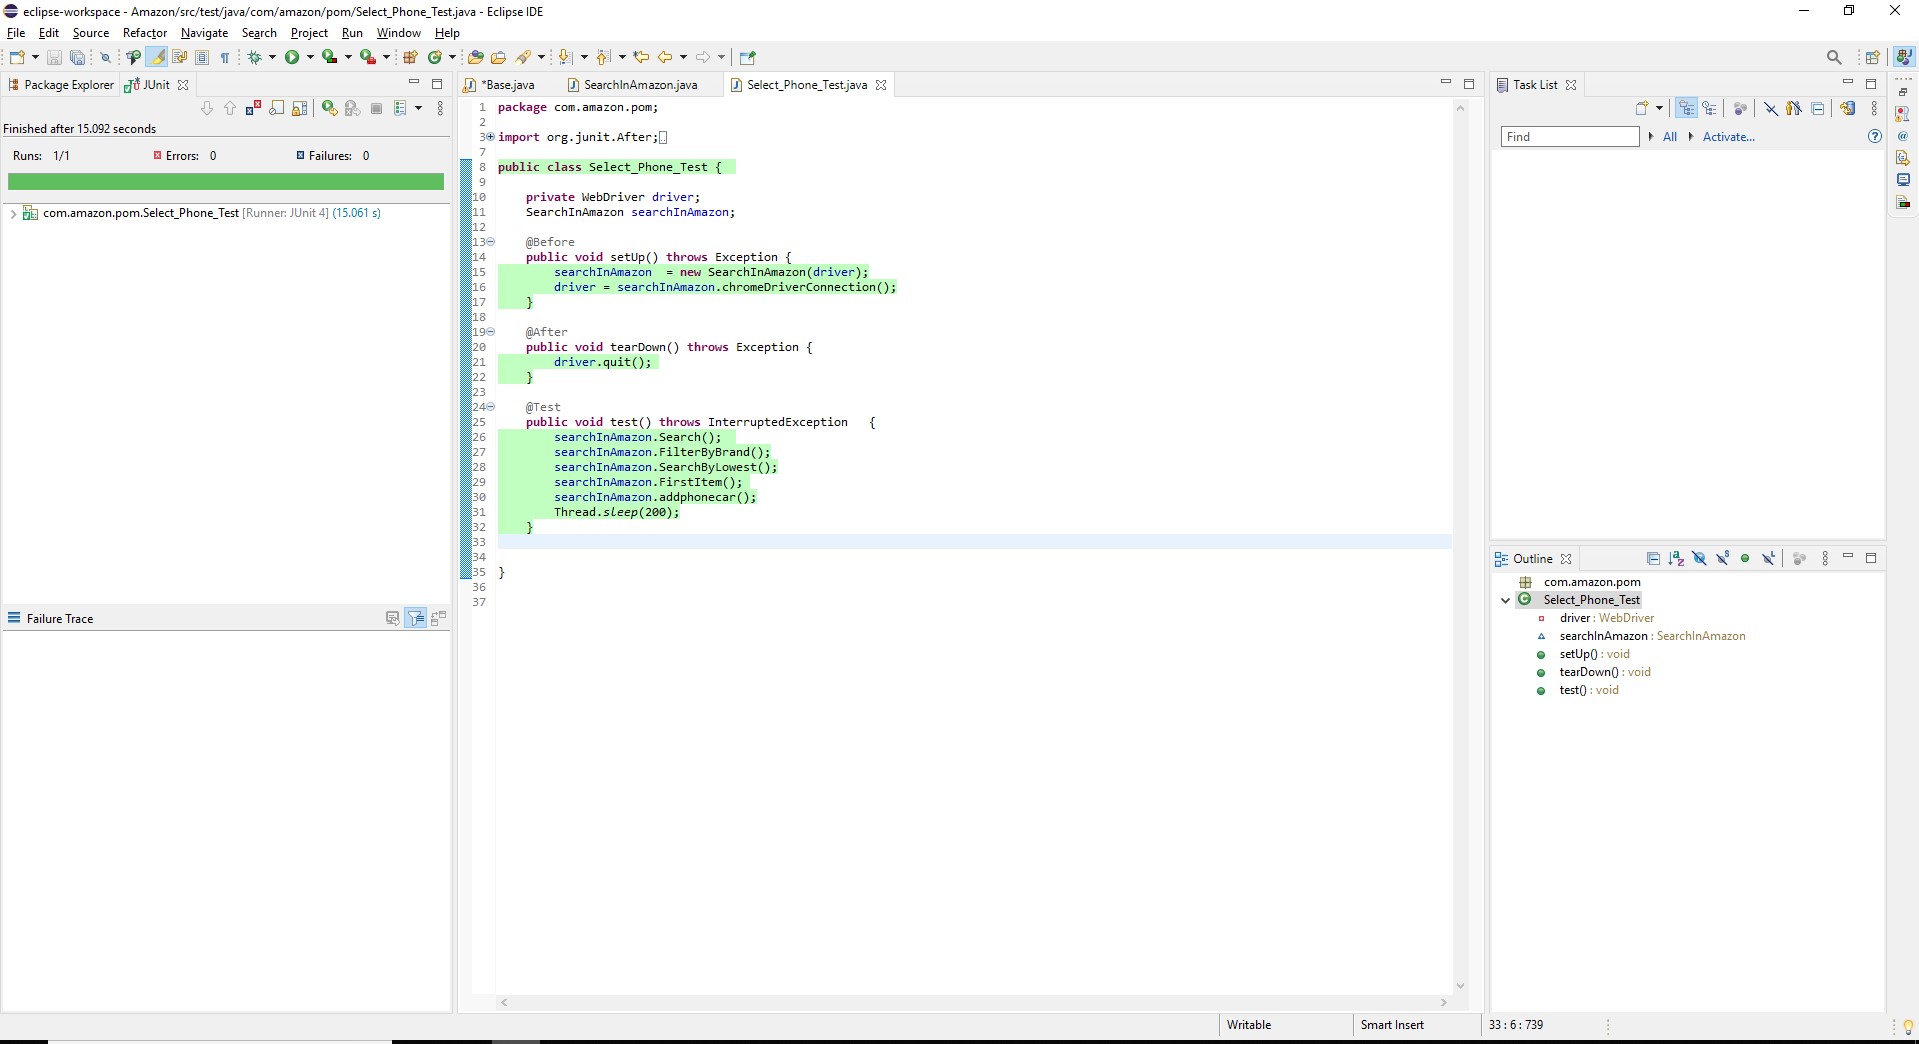 eclipse-workspace - Amazon/src/test/java/com/amazon/pom/Select_Phone_Test.java - Eclipse IDE
File Edit Source Refactor Navigate Search Project Run Window Help
Package Explorer JUnit
Finished after 15.092 seconds
Runs: 1/1 Errors: 0 Failures: 0
com.amazon.pom.Select_Phone_Test [Runner: JUnit 4] (15.061 s)
Failure Trace
*Base.java SearchInAmazon.java Select_Phone_Test.java
1 package com.amazon.pom;
2
3 import org.junit.After;
7
8 public class Select_Phone_Test {
9
10 private WebDriver driver;
11 SearchInAmazon searchInAmazon;
12
13 @Before
14 public void setUp() throws Exception {
15 searchInAmazon = new SearchInAmazon(driver);
16 driver = searchInAmazon.chromeDriverConnection();
17 }
18
19 @After
20 public void tearDown() throws Exception {
21 driver.quit();
22 }
23
24 @Test
25 public void test() throws InterruptedException {
26 searchInAmazon.Search();
27 searchInAmazon.FilterByBrand();
28 searchInAmazon.SearchByLowest();
29 searchInAmazon.FirstItem();
30 searchInAmazon.addphonecar();
31 Thread.sleep(200);
32 }
33
34
35 }
36
37
Task List
Find All Activate...
Outline
com.amazon.pom
Select_Phone_Test
driver : WebDriver
searchInAmazon : SearchInAmazon
setUp() : void
tearDown() : void
test() : void
Writable Smart Insert 33 : 6 : 739